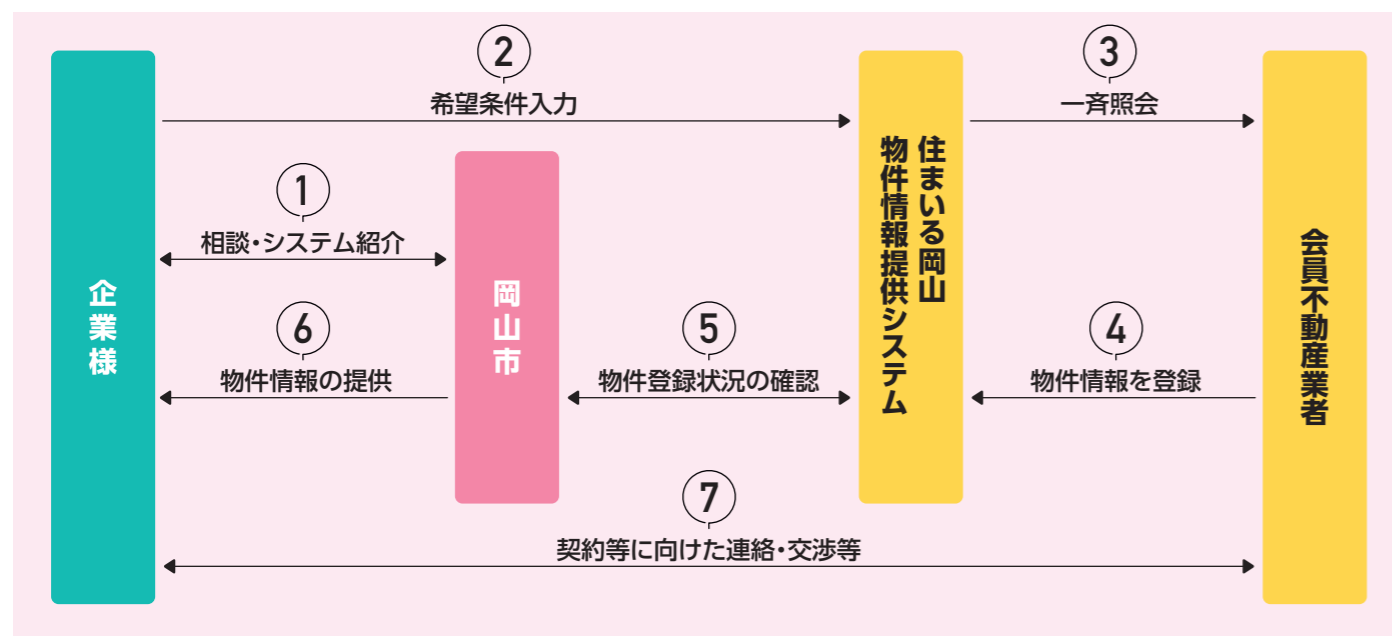 ②
希望条件入力
③
一斉照会
①
相談・システム紹介
⑥
物件情報の提供
⑤
物件登録状況の確認
④
物件情報を登録
⑦
契約等に向けた連絡・交渉等
企業様
岡山市
住まいる岡山
物件情報提供システム
会員不動産業者